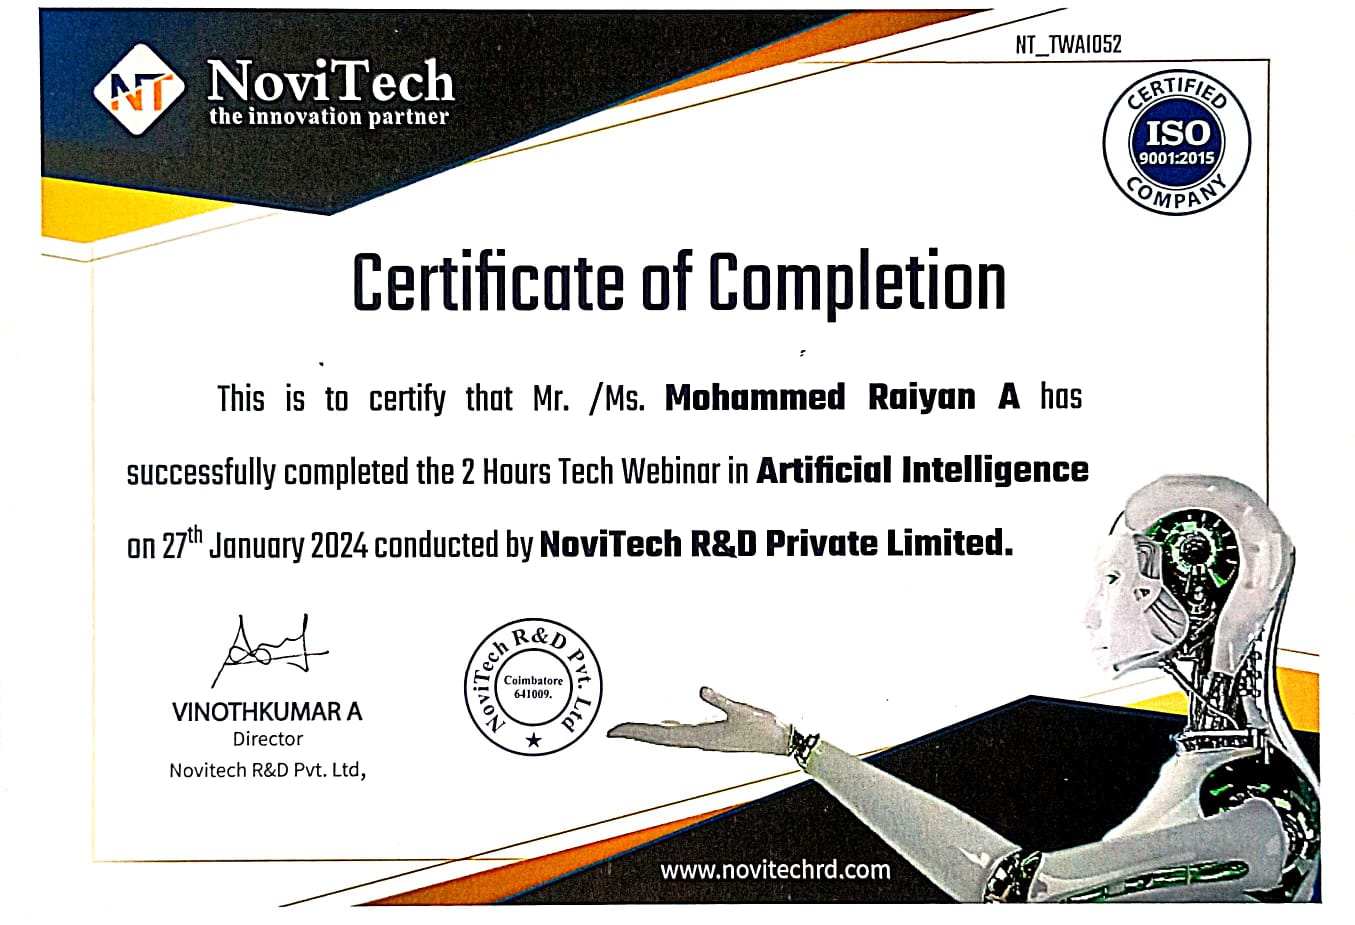 NT_TWAI052
NT
NoviTech
the innovation partner
CERTIFIED
ISO
9001:2015
COMPANY
Certificate of Completion
This is to certify that Mr. /Ms. Mohammed Raiyan A has
successfully completed the 2 Hours Tech Webinar in Artificial Intelligence
on 27th January 2024 conducted by NoviTech R&D Private Limited.
VINOTHKUMAR A
Director
Novitech R&D Pvt. Ltd,
NoviTech R&D Pvt. Ltd
Coimbatore
641009.
www.novitechrd.com